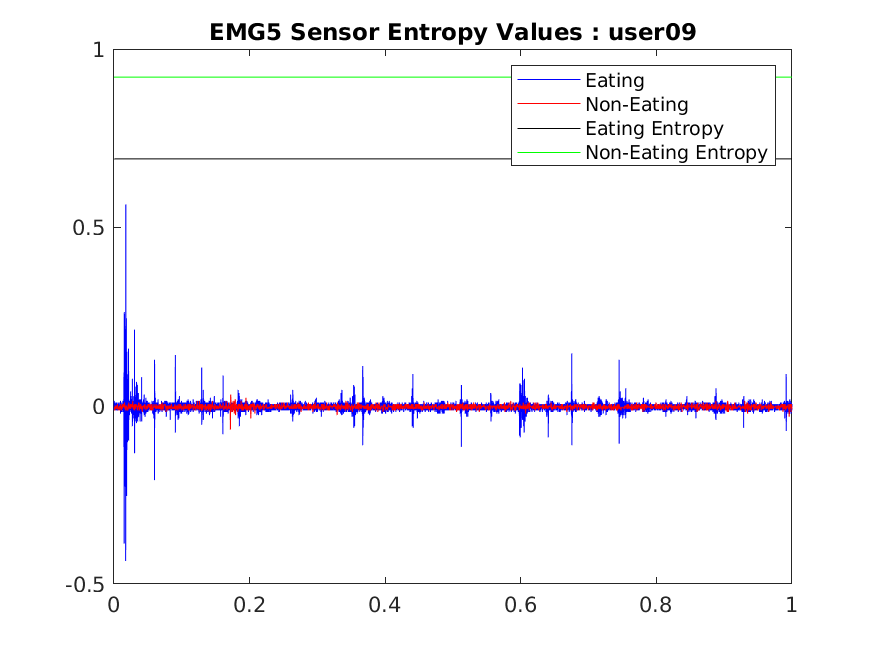 EMG5 Sensor Entropy Values : user09
1
Eating
Non-Eating
Eating Entropy
Non-Eating Entropy
0.5
0
-0.5
0 0.2 0.4 0.6 0.8 1